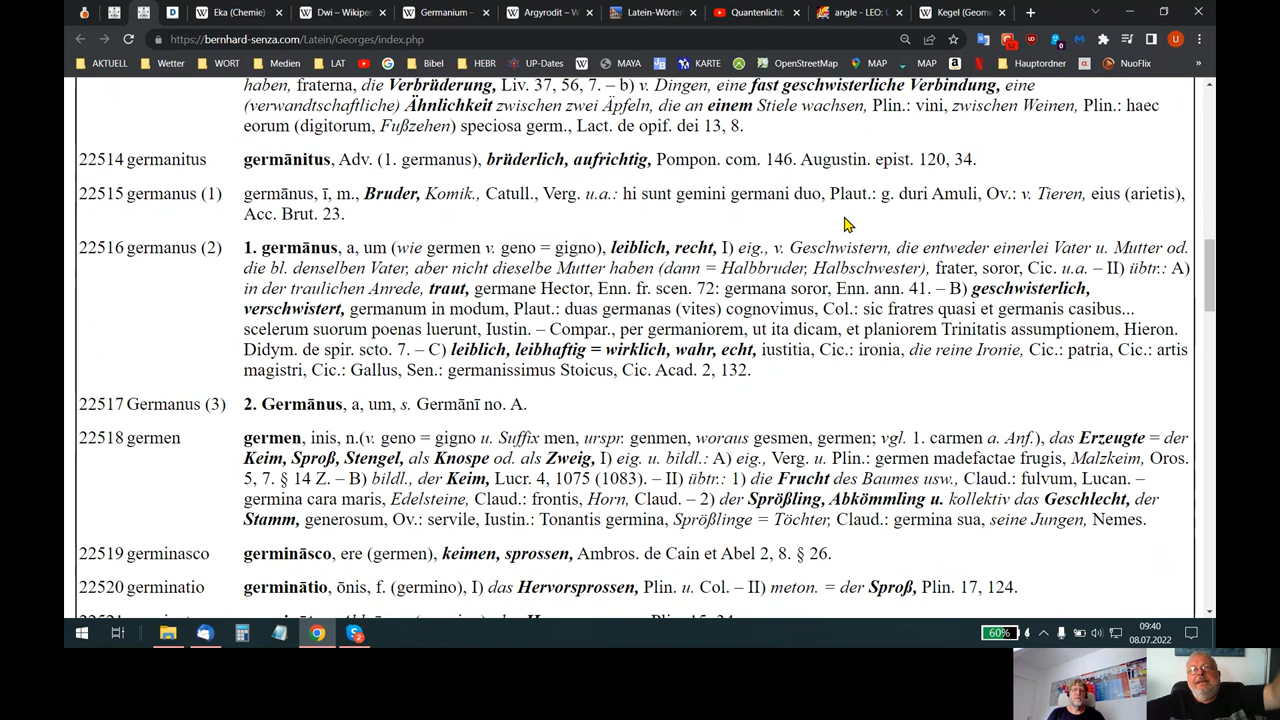 Eka (Chemie)
Dwi – Wikipe
Germanium –
Argyrodit – W
Latein-Wörter
Quantenlicht
angle - LEO: Ü
Kegel (Geome
https://bernhard-senza.com/Latein/Georges/index.php
AKTUELL Wetter WORT Medien LAT Bibel HEBR UP-Dates MAYA KARTE OpenStreetMap MAP MAP Hauptordner NuoFlix
haben, fraterna, die Verbrüderung, Liv. 37, 56, 7. – b) v. Dingen, eine fast geschwisterliche Verbindung, eine
(verwandtschaftliche) Ähnlichkeit zwischen zwei Äpfeln, die an einem Stiele wachsen, Plin.: vini, zwischen Weinen, Plin.: haec
eorum (digitorum, Fußzehen) speciosa germ., Lact. de opif. dei 13, 8.
22514 germanitus germānitus, Adv. (1. germanus), brüderlich, aufrichtig, Pompon. com. 146. Augustin. epist. 120, 34.
22515 germanus (1) germānus, ī, m., Bruder, Komik., Catull., Verg. u.a.: hi sunt gemini germani duo, Plaut.: g. duri Amuli, Ov.: v. Tieren, eius (arietis),
Acc. Brut. 23.
22516 germanus (2) 1. germānus, a, um (wie germen v. geno = gigno), leiblich, recht, I) eig., v. Geschwistern, die entweder einerlei Vater u. Mutter od.
die bl. denselben Vater, aber nicht dieselbe Mutter haben (dann = Halbbruder, Halbschwester), frater, soror, Cic. u.a. – II) übtr.: A)
in der traulichen Anrede, traut, germane Hector, Enn. fr. scen. 72: germana soror, Enn. ann. 41. – B) geschwisterlich,
verschwistert, germanum in modum, Plaut.: duas germanas (vites) cognovimus, Col.: sic fratres quasi et germanis casibus...
scelerum suorum poenas luerunt, Iustin. – Compar., per germaniorem, ut ita dicam, et planiorem Trinitatis assumptionem, Hieron.
Didym. de spir. scto. 7. – C) leiblich, leibhaftig = wirklich, wahr, echt, iustitia, Cic.: ironia, die reine Ironie, Cic.: patria, Cic.: artis
magistri, Cic.: Gallus, Sen.: germanissimus Stoicus, Cic. Acad. 2, 132.
22517 Germanus (3) 2. Germānus, a, um, s. Germānī no. A.
22518 germen germen, inis, n.(v. geno = gigno u. Suffix men, urspr. genmen, woraus gesmen, germen; vgl. 1. carmen a. Anf.), das Erzeugte = der
Keim, Sproß, Stengel, als Knospe od. als Zweig, I) eig. u. bildl.: A) eig., Verg. u. Plin.: germen madefactae frugis, Malzkeim, Oros.
5, 7. § 14 Z. – B) bildl., der Keim, Lucr. 4, 1075 (1083). – II) übtr.: 1) die Frucht des Baumes usw., Claud.: fulvum, Lucan. –
germina cara maris, Edelsteine, Claud.: frontis, Horn, Claud. – 2) der Sprößling, Abkömmling u. kollektiv das Geschlecht, der
Stamm, generosum, Ov.: servile, Iustin.: Tonantis germina, Sprößlinge = Töchter, Claud.: germina sua, seine Jungen, Nemes.
22519 germinasco germināsco, ere (germen), keimen, sprossen, Ambros. de Cain et Abel 2, 8. § 26.
22520 germinatio germinātio, ōnis, f. (germino), I) das Hervorsprossen, Plin. u. Col. – II) meton. = der Sproß, Plin. 17, 124.
60%
09:40
08.07.2022